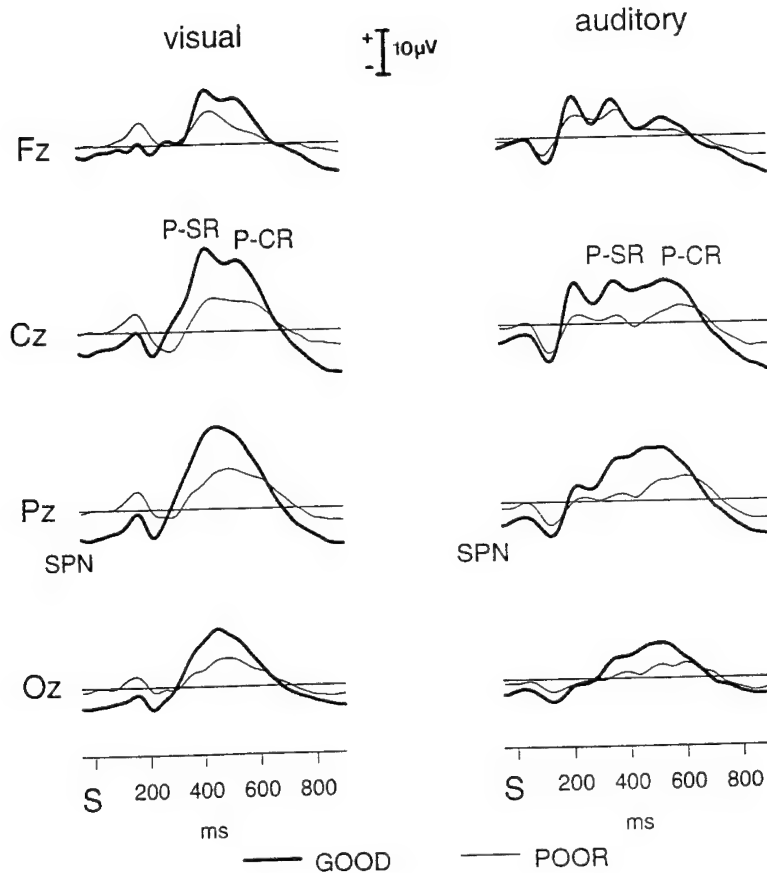 visual
+
-
10µV
auditory
Fz
P-SR P-CR
P-SR P-CR
Cz
Pz
SPN
SPN
Oz
S 200 400 600 800
ms
S 200 400 600 800
ms
GOOD POOR